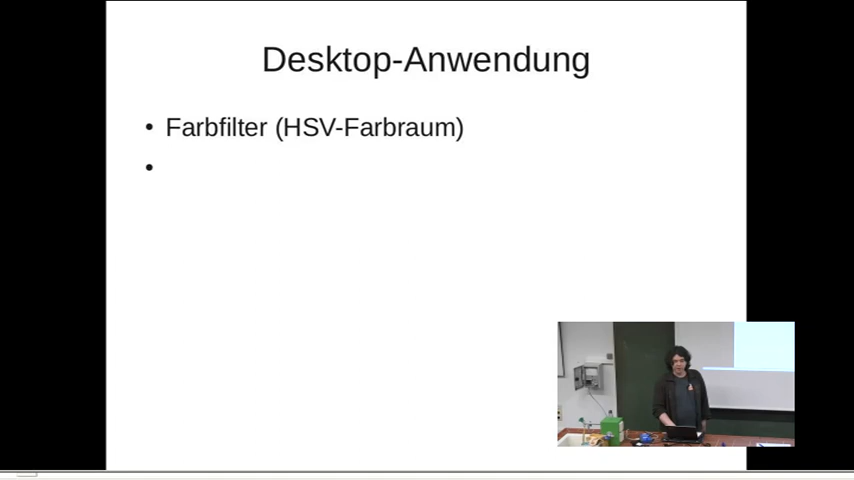 Desktop-Anwendung
• Farbfilter (HSV-Farbraum)
•